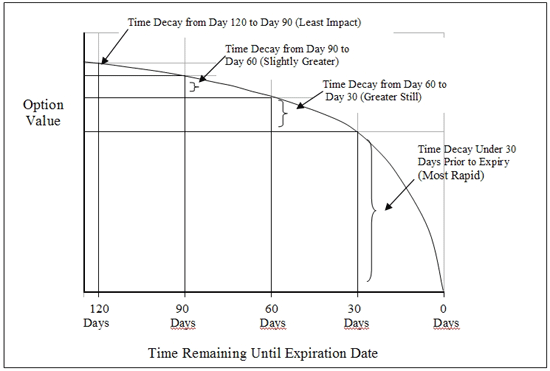 Time Decay from Day 120 to Day 90 (Least Impact)
Time Decay from Day 90 to
Day 60 (Slightly Greater)
Time Decay from Day 60 to
Day 30 (Greater Still)
Option
Value
Time Decay Under 30
Days Prior to Expiry
(Most Rapid)
120 90 60 30 0
Days Days Days Days Days
Time Remaining Until Expiration Date